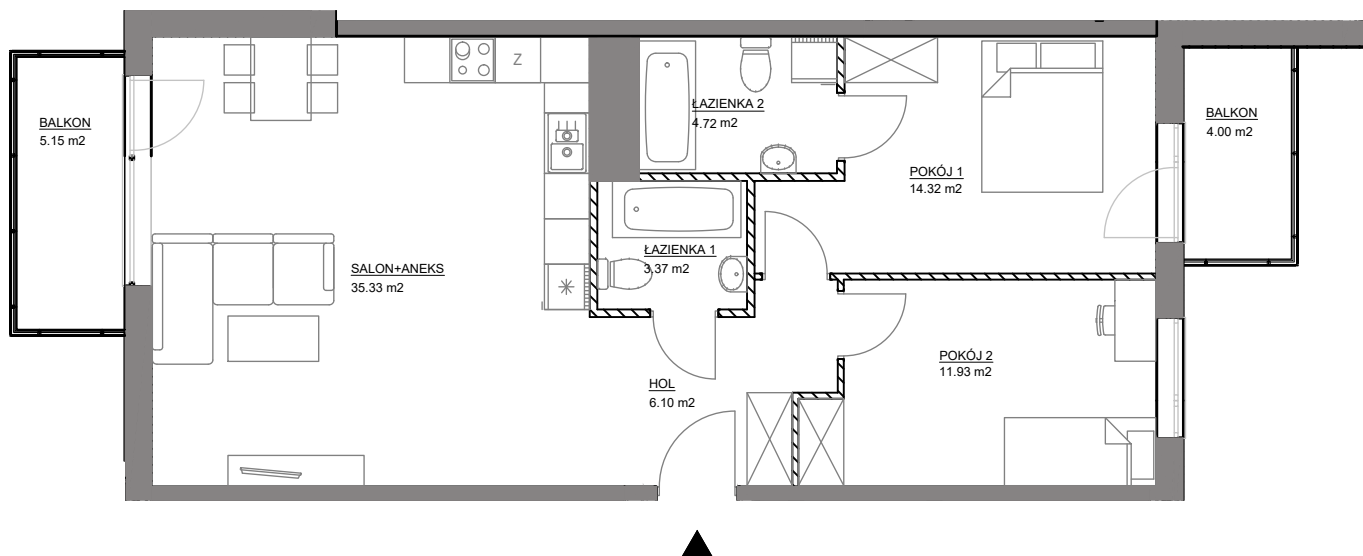 BALKON
5.15 m2
SALON+ANEKS
35.33 m2
Z
ŁAZIENKA 2
4.72 m2
ŁAZIENKA 1
3.37 m2
HOL
6.10 m2
POKÓJ 1
14.32 m2
POKÓJ 2
11.93 m2
BALKON
4.00 m2